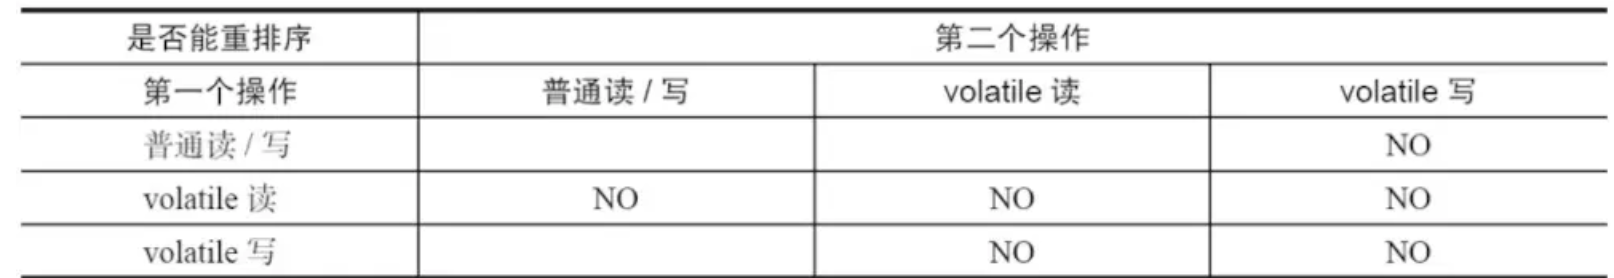 是否能重排序 第二个操作
第一个操作 普通读 / 写 volatile 读 volatile 写
普通读 / 写 NO
volatile 读 NO NO NO
volatile 写 NO NO